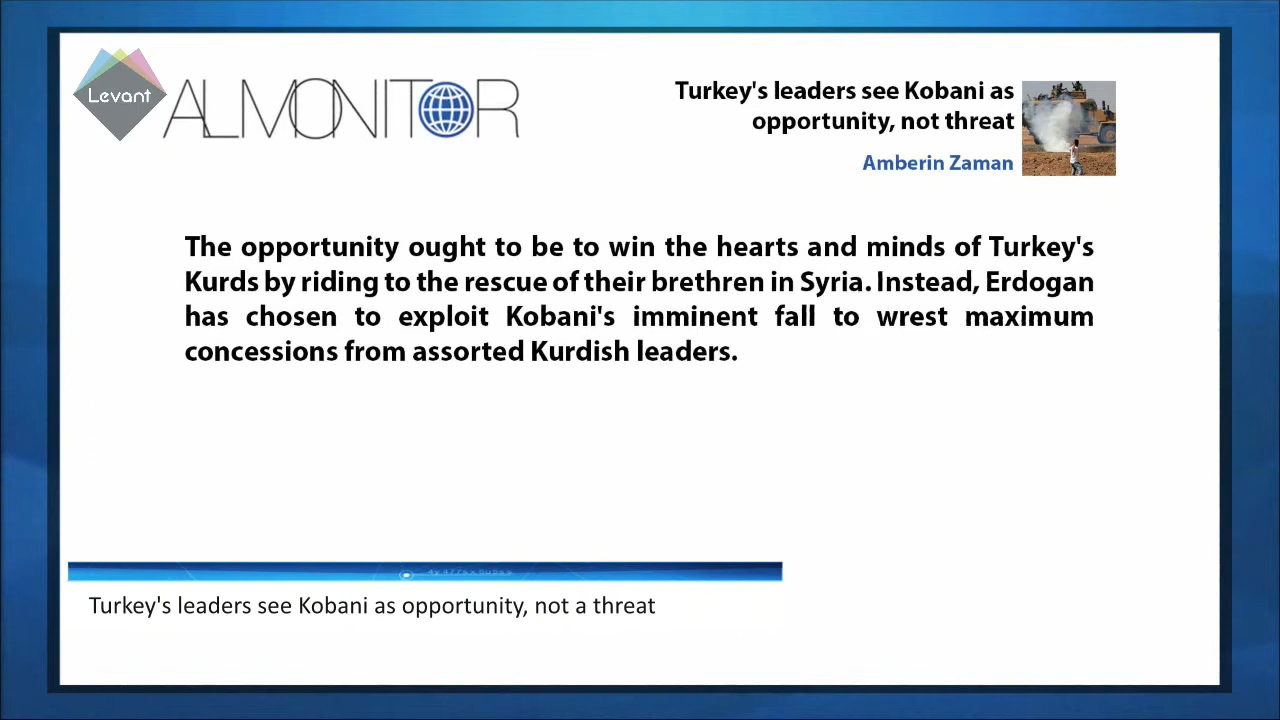 Levant
ALMONITOR
Turkey's leaders see Kobani as
opportunity, not threat
Amberin Zaman
The opportunity ought to be to win the hearts and minds of Turkey's
Kurds by riding to the rescue of their brethren in Syria. Instead, Erdogan
has chosen to exploit Kobani's imminent fall to wrest maximum
concessions from assorted Kurdish leaders.
Turkey's leaders see Kobani as opportunity, not a threat